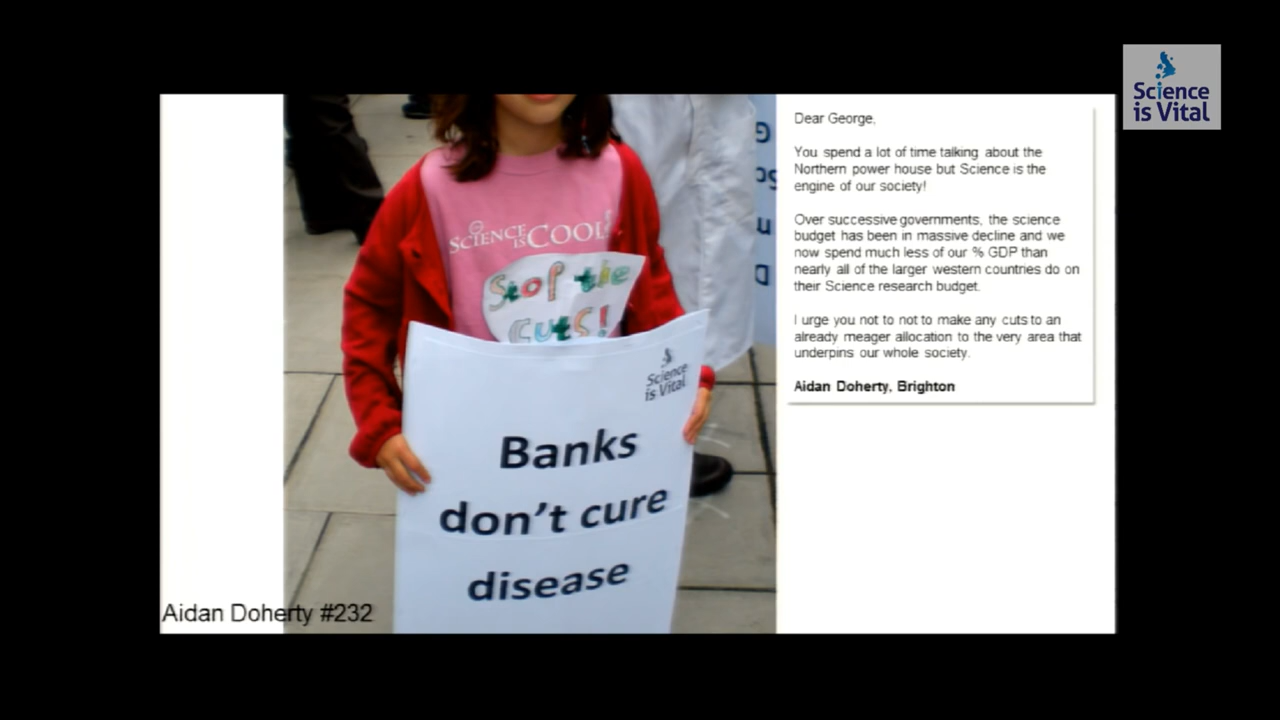 Science
is Vital
Dear George,
You spend a lot of time talking about the
Northern power house but Science is the
engine of our society!
Over successive governments, the science
budget has been in massive decline and we
now spend much less of our % GDP than
nearly all of the larger western countries do on
their Science research budget.
I urge you not to not to make any cuts to an
already meager allocation to the very area that
underpins our whole society.
Aidan Doherty, Brighton
SCIENCE
IS COOL
Stop the
cuts!
Science
is Vital
Banks
don't cure
disease
Aidan Doherty #232